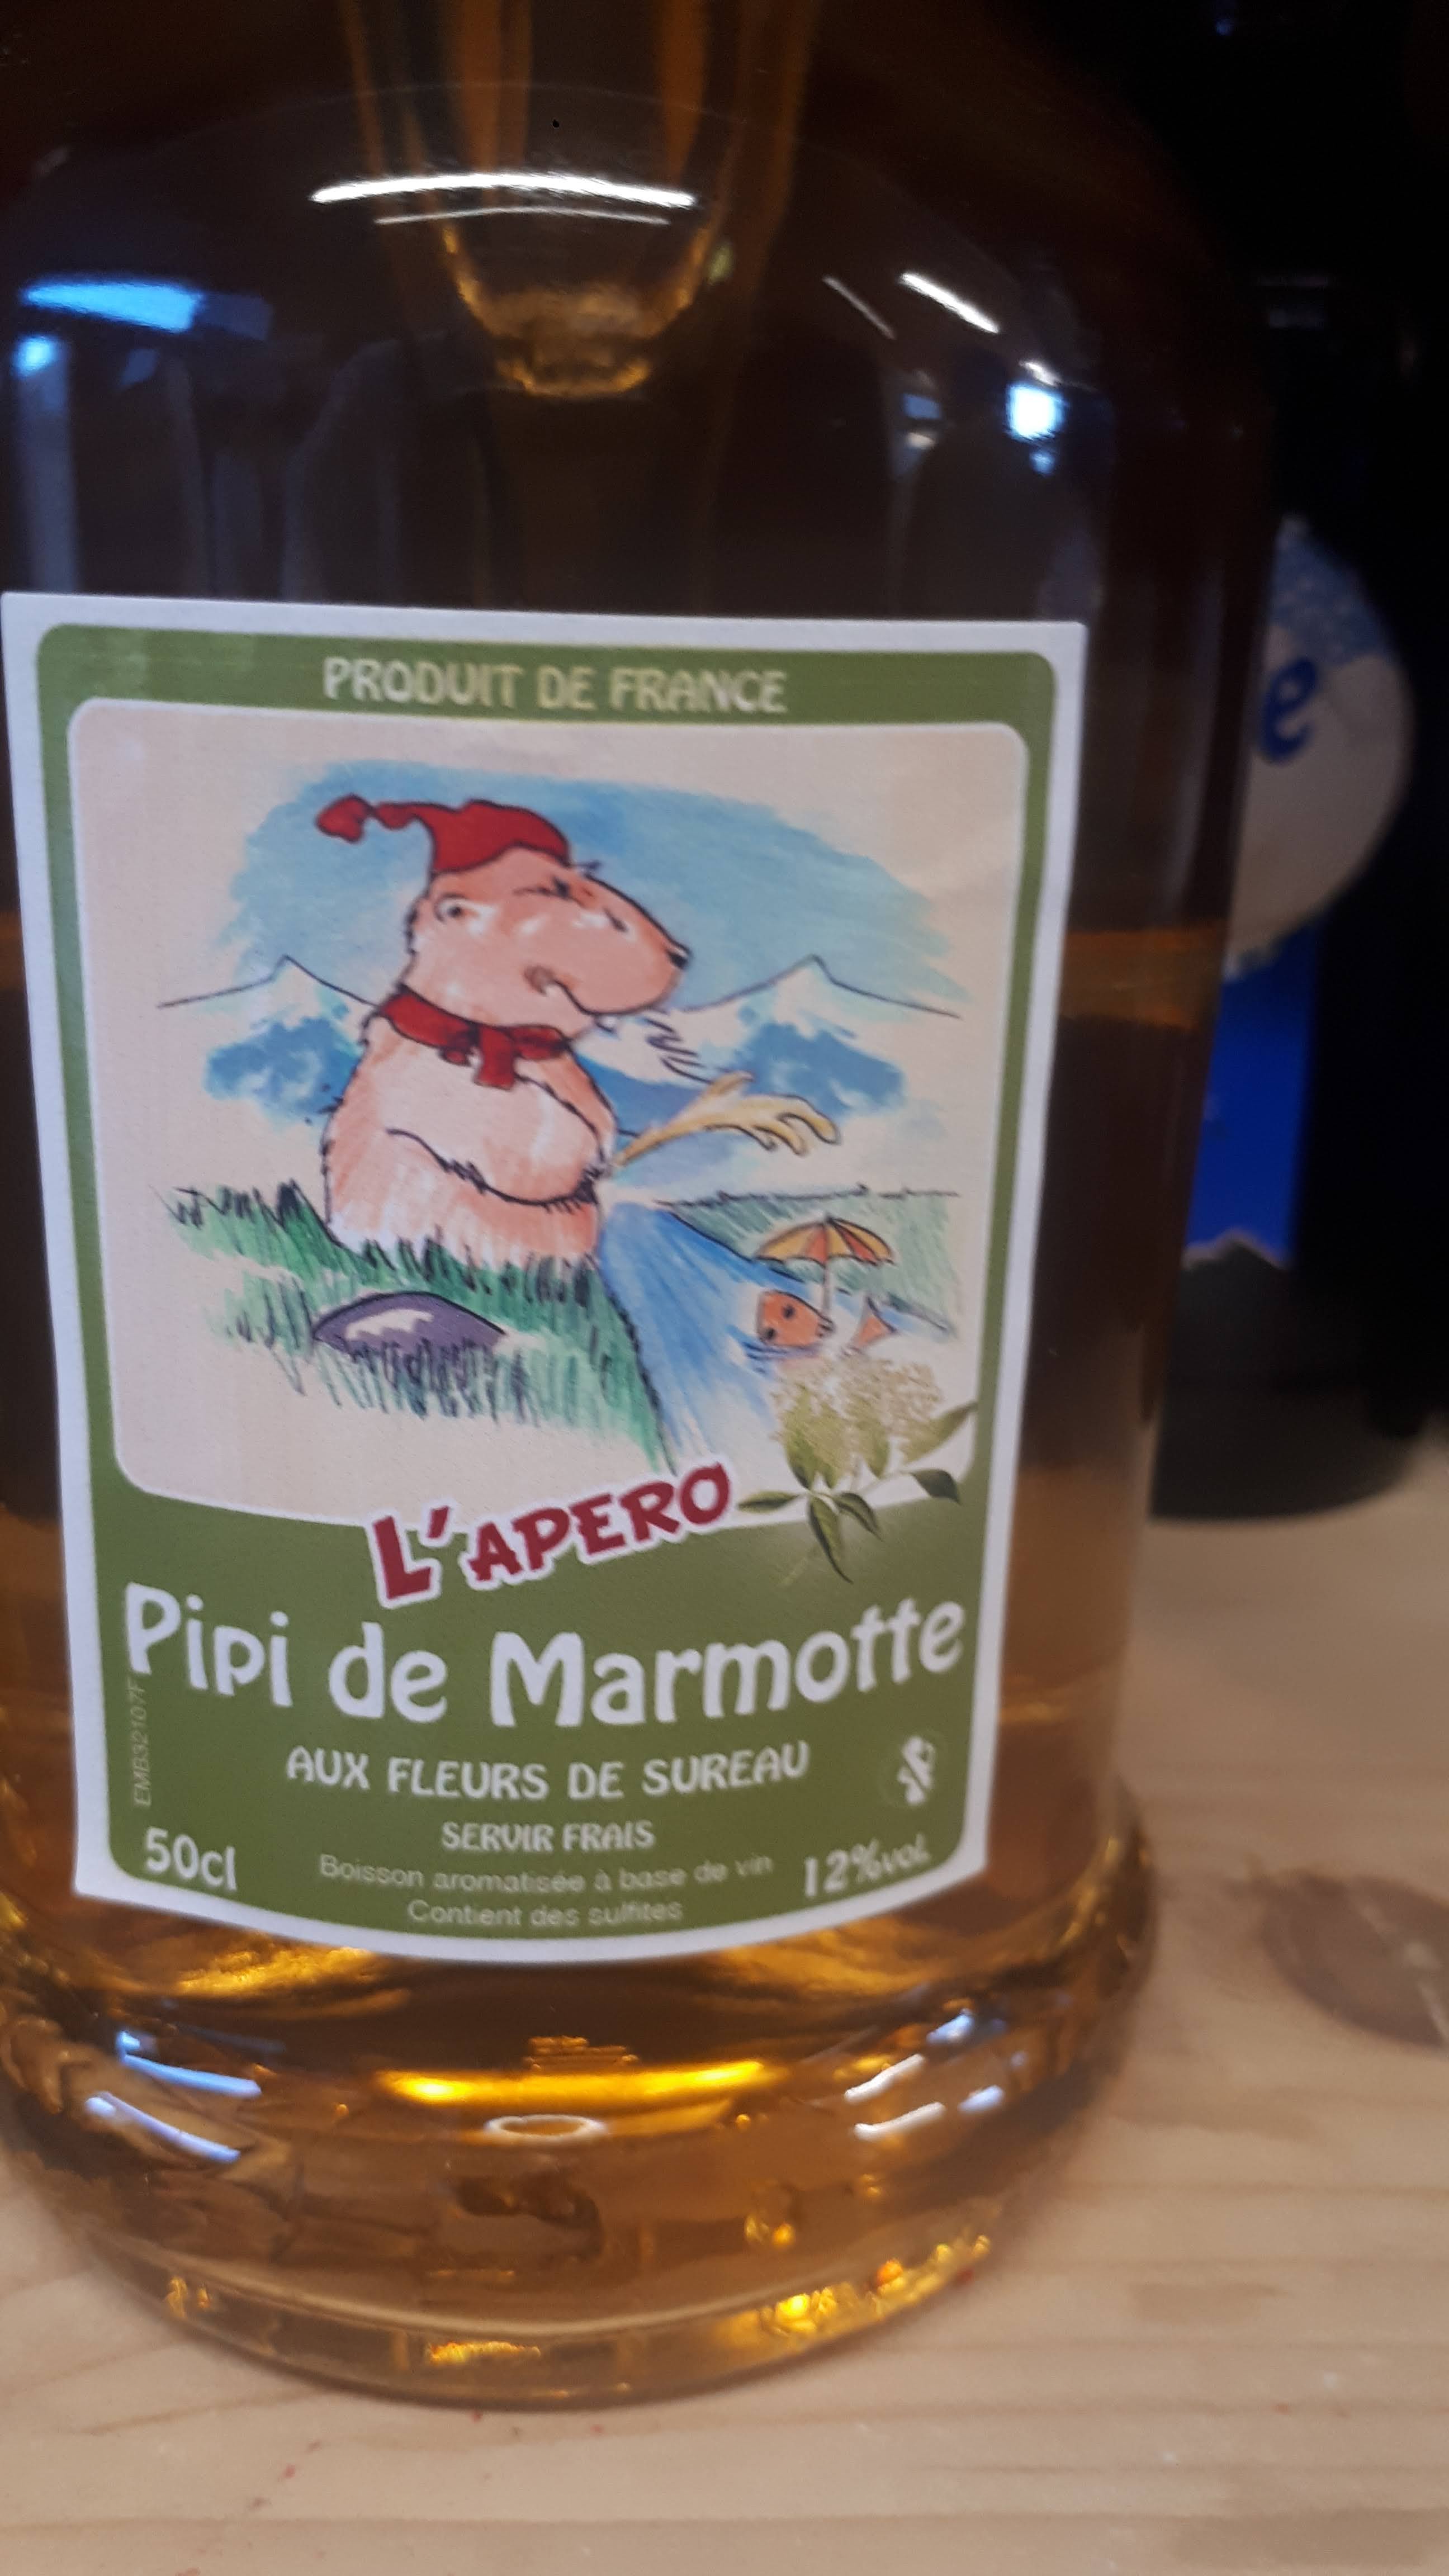 PRODUIT DE FRANCE
e
L'APERO
Pipi de Marmotte
AUX FLEURS DE SUREAU
SERVIR FRAIS
EMB32107F
50cl
Boisson aromatisée à base de vin
Contient des sulfites
12%vol.